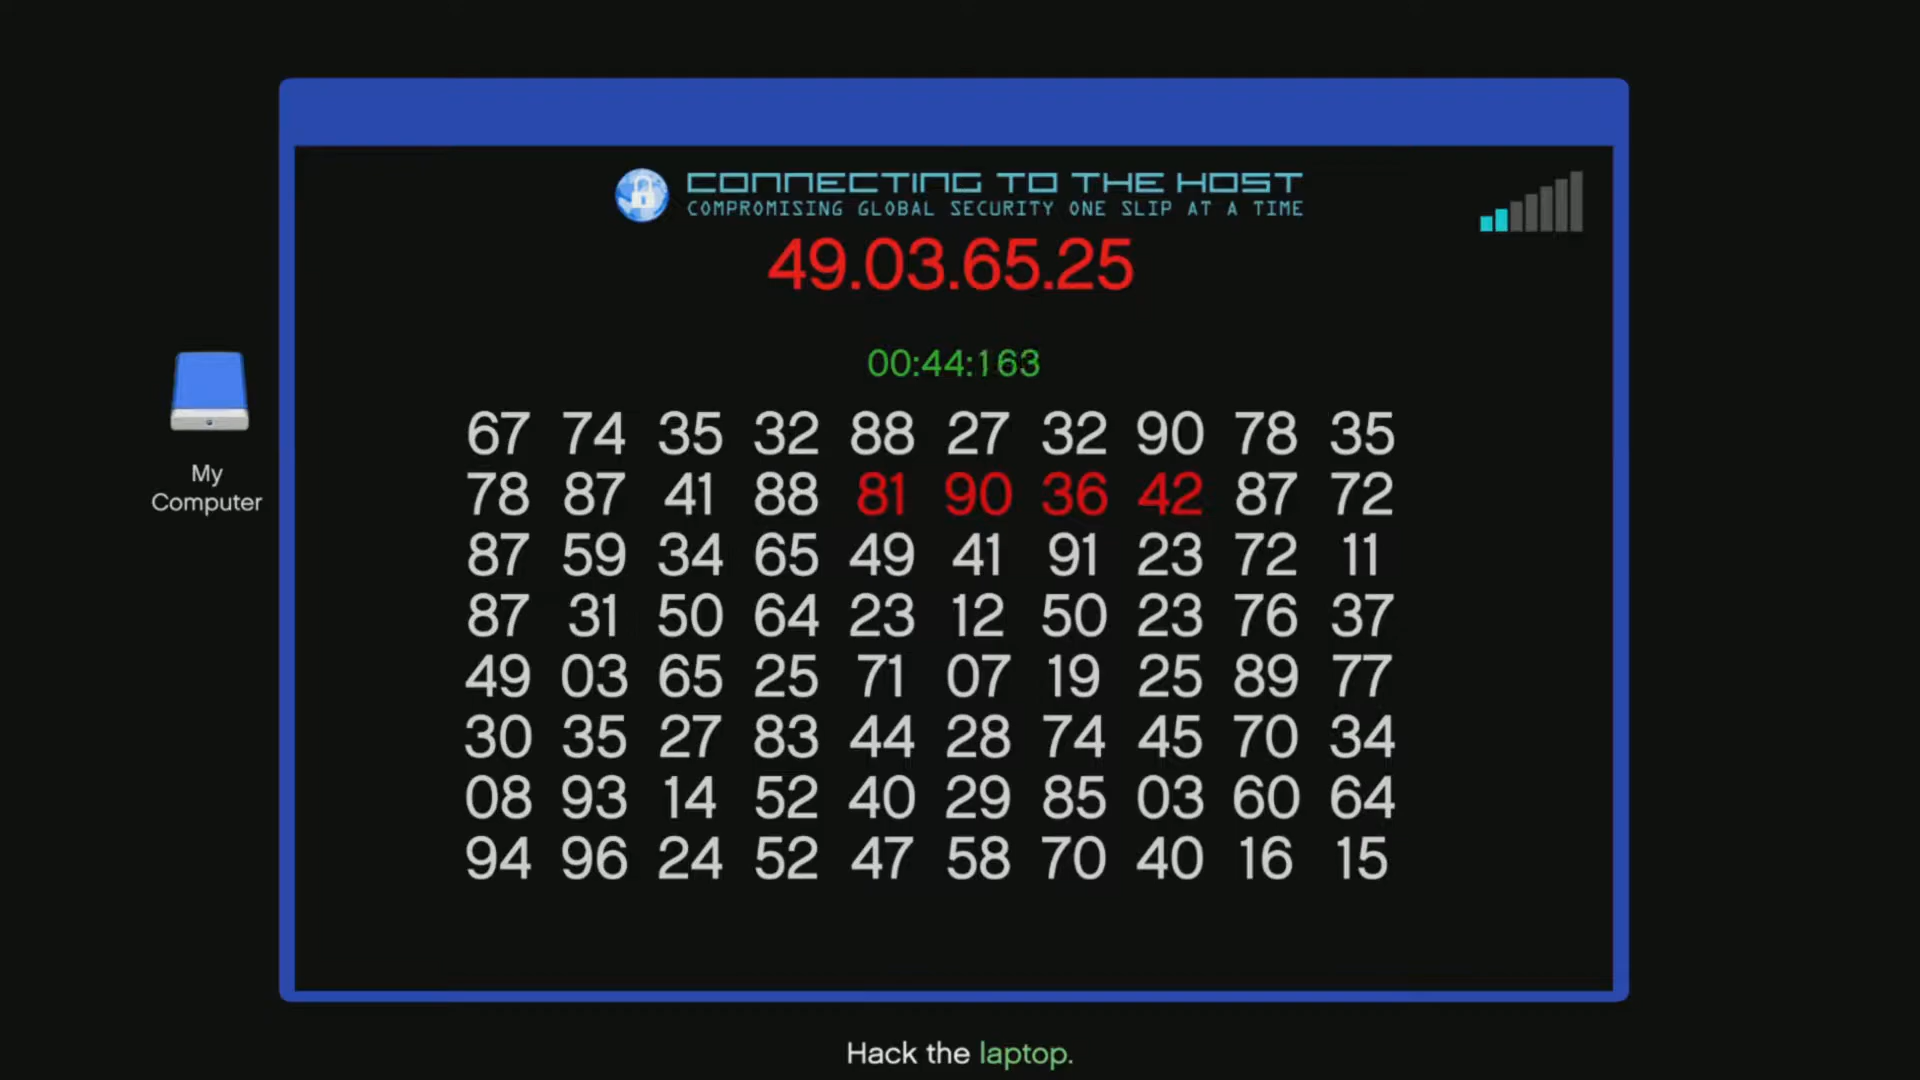 CONNECTING TO THE HOST
COMPROMISING GLOBAL SECURITY ONE SLIP AT A TIME
49.03.65.25
00:44:163
67 74 35 32 88 27 32 90 78 35
78 87 41 88 81 90 36 42 87 72
87 59 34 65 49 41 91 23 72 11
87 31 50 64 23 12 50 23 76 37
49 03 65 25 71 07 19 25 89 77
30 35 27 83 44 28 74 45 70 34
08 93 14 52 40 29 85 03 60 64
94 96 24 52 47 58 70 40 16 15
My
Computer
Hack the laptop.